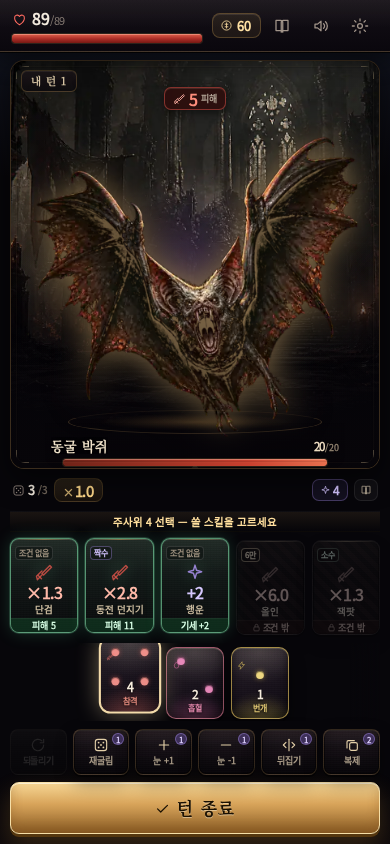 89/89
60
내 턴 1
5 피해
동굴 박쥐
20/20
3/3
×1.0
4
주사위 4 선택 — 쓸 스킬을 고르세요
조건 없음
×1.3
단검
피해 5
짝수
×2.8
동전 던지기
피해 11
조건 없음
+2
행운
기세 +2
6만
×6.0
올인
조건 밖
소수
×1.3
잭팟
조건 밖
4
참격
2
흡혈
1
번개
되돌리기
재굴림
1
눈 +1
1
눈 -1
1
뒤집기
1
복제
2
턴 종료